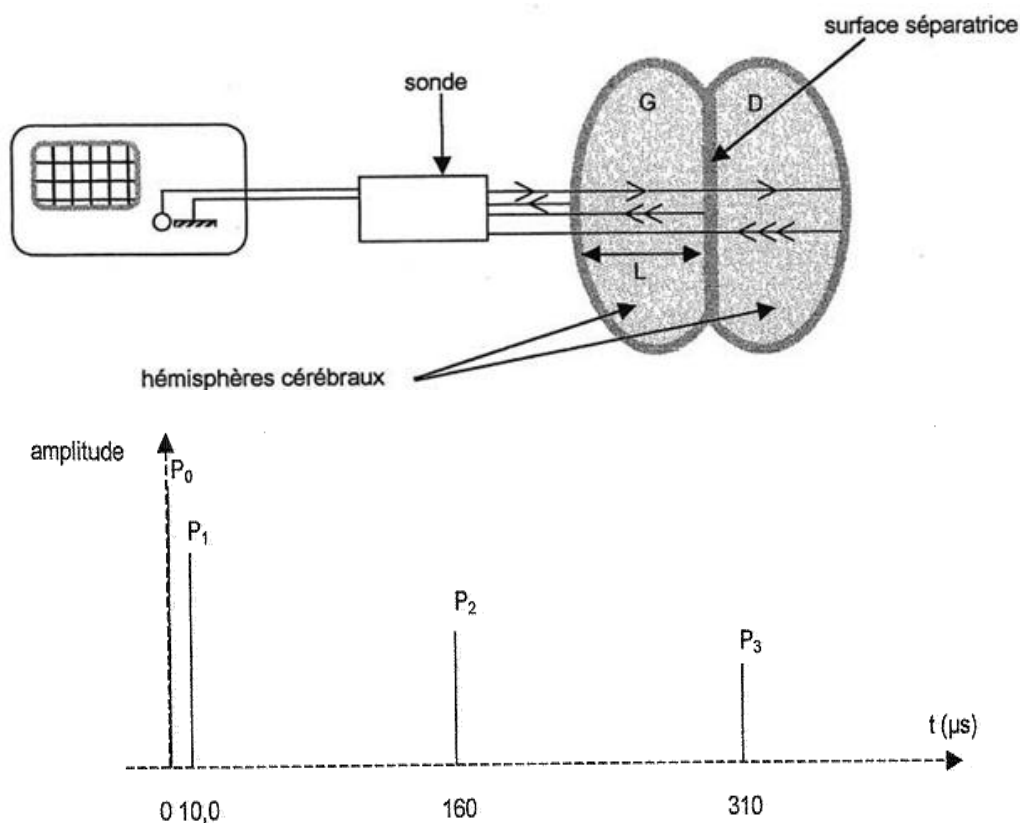 surface séparatrice
sonde
G
D
L
hémisphères cérébraux
amplitude
P₀
P₁
P₂
P₃
t (µs)
0 10,0 160 310